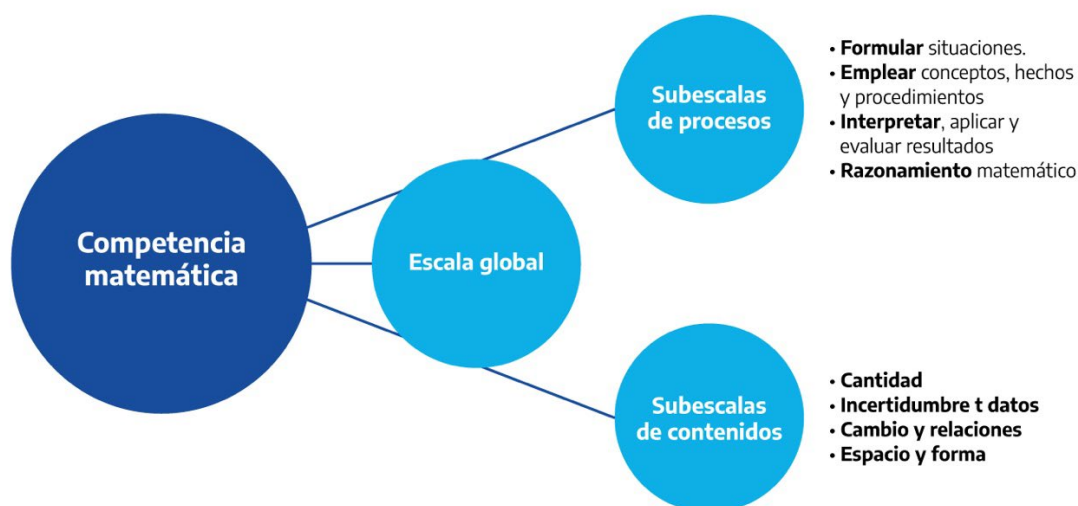 Competencia
matemática
Escala global
Subescalas
de procesos
• Formular situaciones.
• Emplear conceptos, hechos
y procedimientos
• Interpretar, aplicar y
evaluar resultados
• Razonamiento matemático
Subescalas
de contenidos
• Cantidad
• Incertidumbre t datos
• Cambio y relaciones
• Espacio y forma